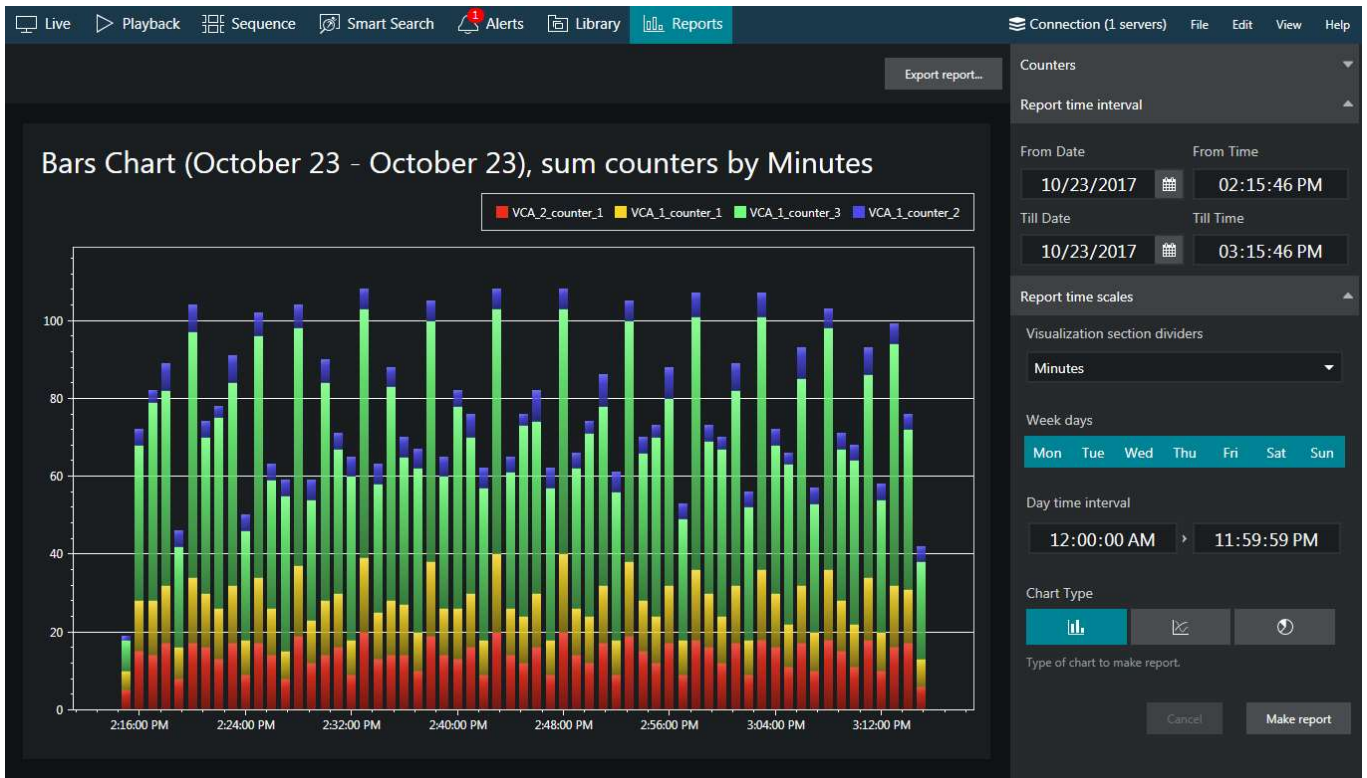 Live Playback Sequence Smart Search 1 Alerts Library Reports Connection (1 servers) File Edit View Help
Export report...
Bars Chart (October 23 - October 23), sum counters by Minutes
VCA_2_counter_1 VCA_1_counter_1 VCA_1_counter_3 VCA_1_counter_2
100
80
60
40
20
0
2:16:00 PM 2:24:00 PM 2:32:00 PM 2:40:00 PM 2:48:00 PM 2:56:00 PM 3:04:00 PM 3:12:00 PM
Counters
Report time interval
From Date From Time
10/23/2017 02:15:46 PM
Till Date Till Time
10/23/2017 03:15:46 PM
Report time scales
Visualization section dividers
Minutes
Week days
Mon Tue Wed Thu Fri Sat Sun
Day time interval
12:00:00 AM › 11:59:59 PM
Chart Type
Type of chart to make report.
Cancel Make report